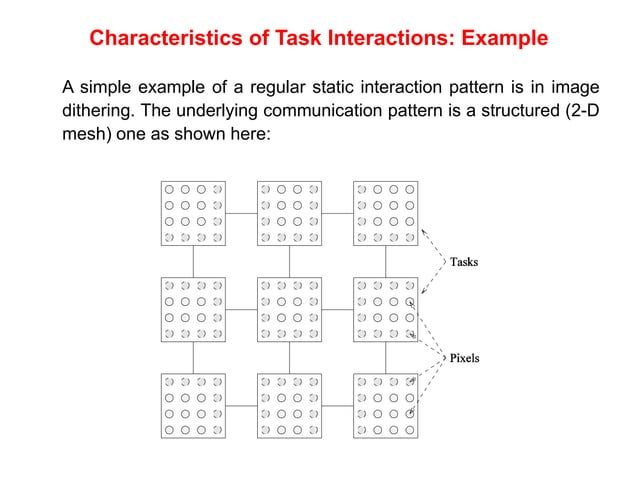 Characteristics of Task Interactions: Example
A simple example of a regular static interaction pattern is in image
dithering. The underlying communication pattern is a structured (2-D
mesh) one as shown here:
Tasks
Pixels